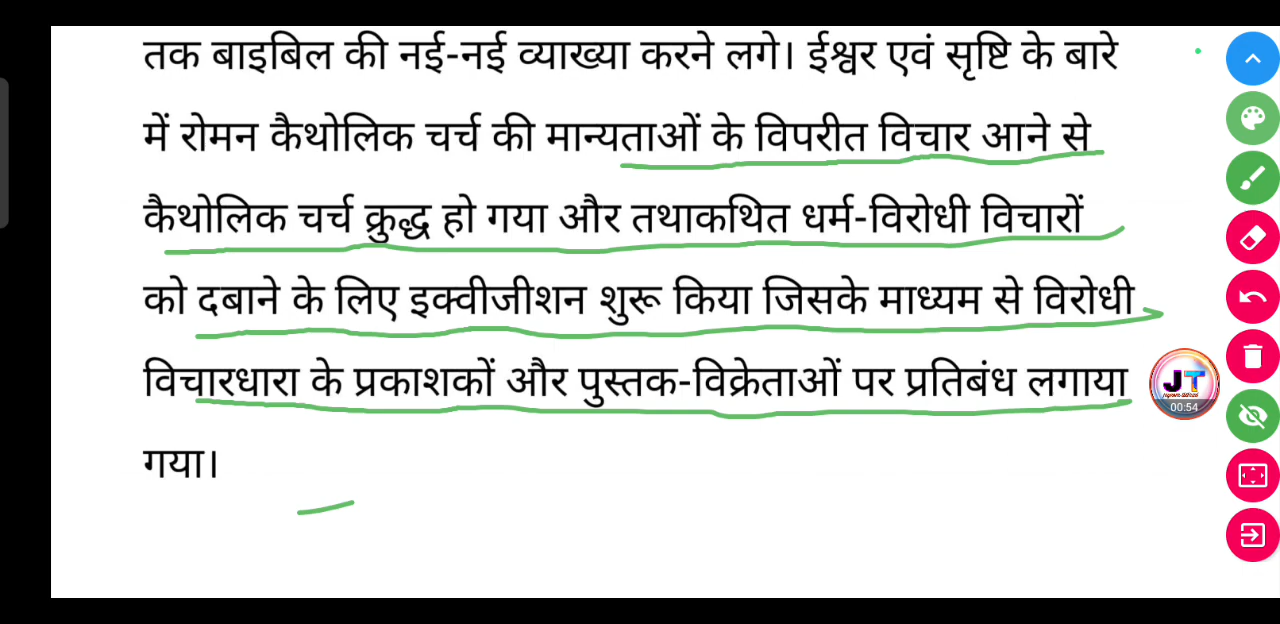 तक बाइबिल की नई-नई व्याख्या करने लगे। ईश्वर एवं सृष्टि के बारे
में रोमन कैथोलिक चर्च की मान्यताओं के विपरीत विचार आने से
कैथोलिक चर्च क्रुद्ध हो गया और तथाकथित धर्म-विरोधी विचारों
को दबाने के लिए इक्वीजीशन शुरू किया जिसके माध्यम से विरोधी
विचारधारा के प्रकाशकों और पुस्तक-विक्रेताओं पर प्रतिबंध लगाया
गया।
JT
00:54